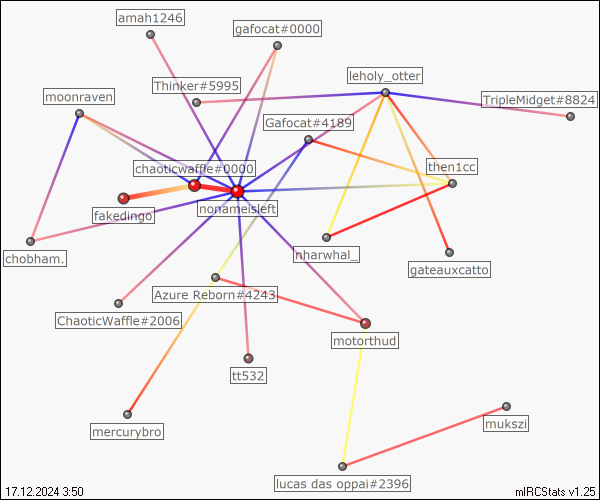 amah1246
gafocat#0000
leholy_otter
Thinker#5995
moonraven
TripleMidget#8824
Gafocat#4189
chaoticwaffle#0000
then1cc
nonameisleft
fakedingo
chobham.
nharwhal_
gateauxcatto
Azure Reborn#4243
ChaoticWaffle#2006
motorthud
tt532
mukszi
mercurybro
lucas das oppai#2396
17.12.2024 3:50
mIRCStats v1.25